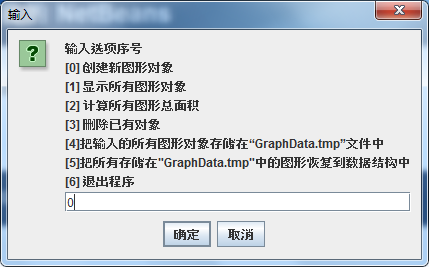 输入
输入选项序号
[0] 创建新图形对象
[1] 显示所有图形对象
[2] 计算所有图形总面积
[3] 删除已有对象
[4]把输入的所有图形对象存储在“GraphData.tmp”文件中
[5]把所有存储在"GraphData.tmp"中的图形恢复到数据结构中
[6] 退出程序
0
确定
取消